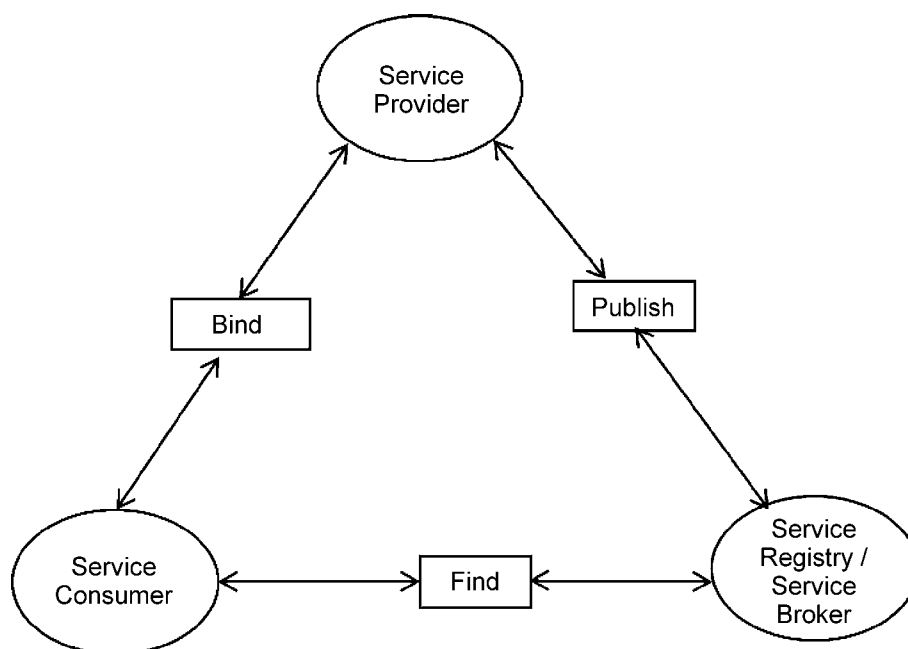 Service
Provider
Bind
Publish
Service
Consumer
Find
Service
Registry /
Service
Broker